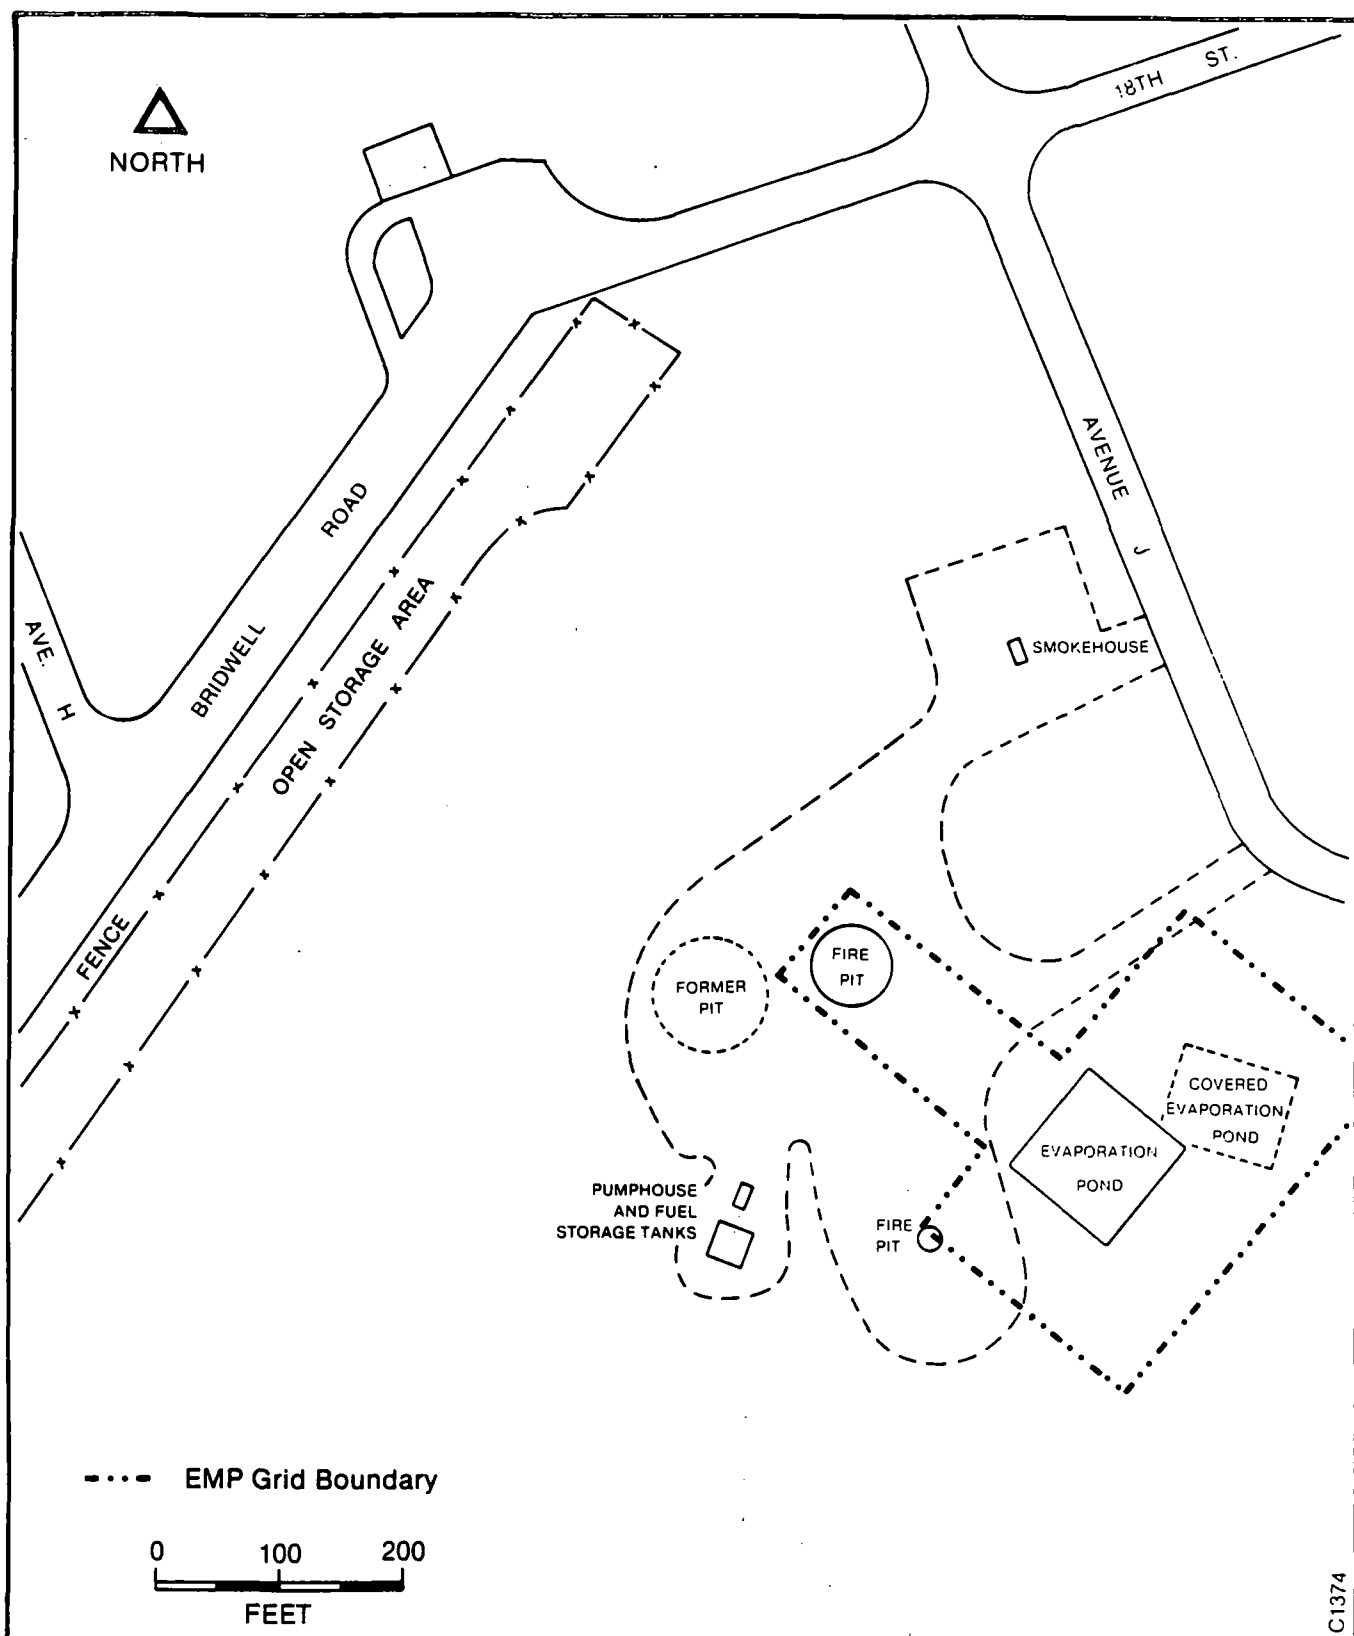 18TH ST.
NORTH
AVENUE J
ROAD
BRIDWELL
OPEN STORAGE AREA
AVE. H
SMOKEHOUSE
FENCE
FIRE
PIT
FORMER
PIT
COVERED
EVAPORATION
POND
EVAPORATION
POND
PUMPHOUSE
AND FUEL
STORAGE TANKS
FIRE
PIT
EMP Grid Boundary
0 100 200
FEET
C1374